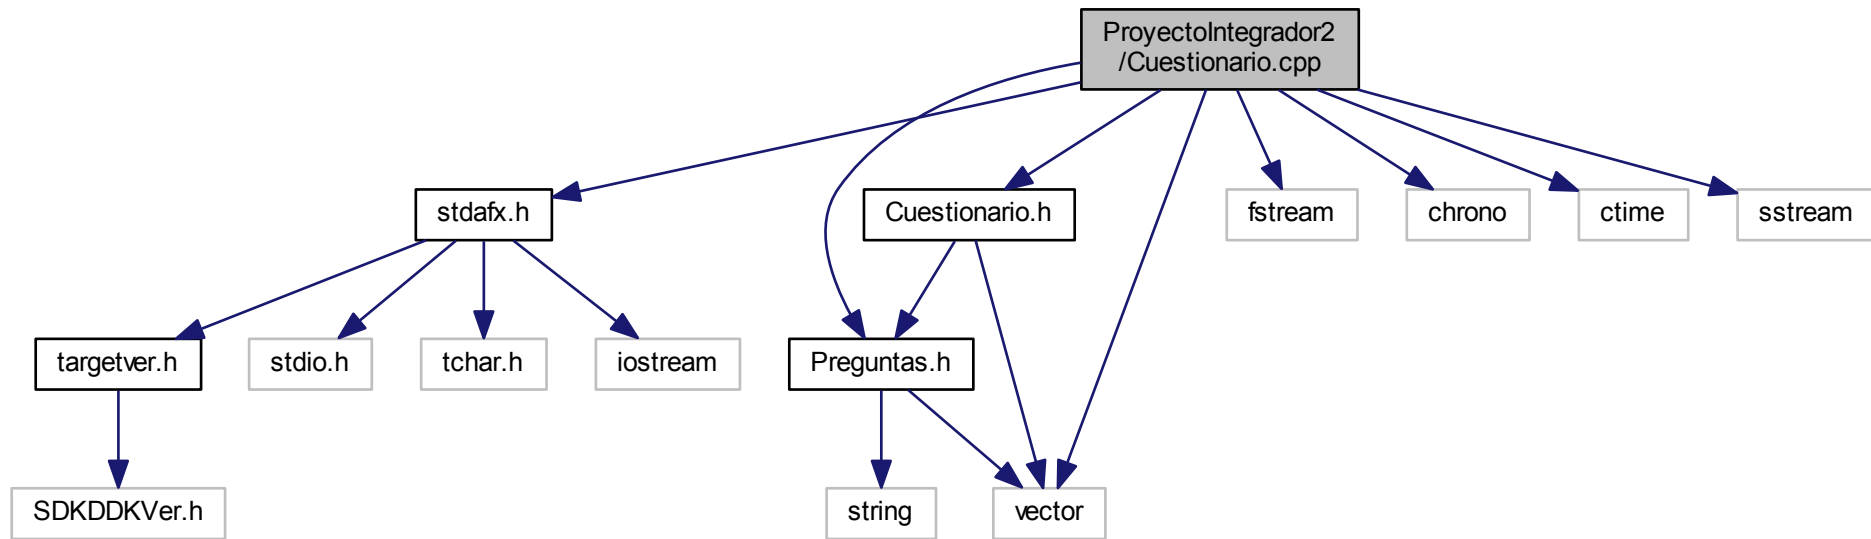 ProyectoIntegrador2
/Cuestionario.cpp
stdafx.h
Cuestionario.h
fstream
chrono
ctime
sstream
targetver.h
stdio.h
tchar.h
iostream
Preguntas.h
SDKDDKVer.h
string
vector